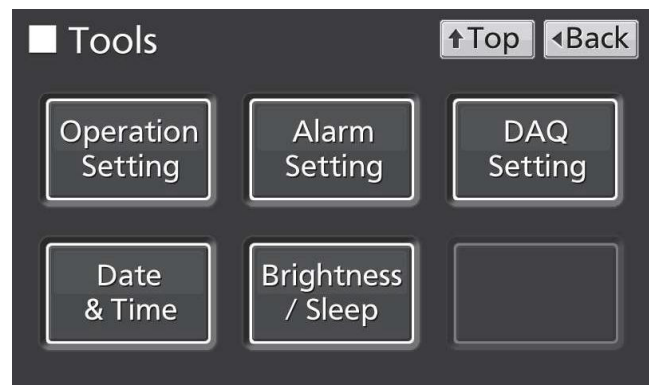 Tools
Top
Back
Operation
Setting
Alarm
Setting
DAQ
Setting
Date
& Time
Brightness
/ Sleep